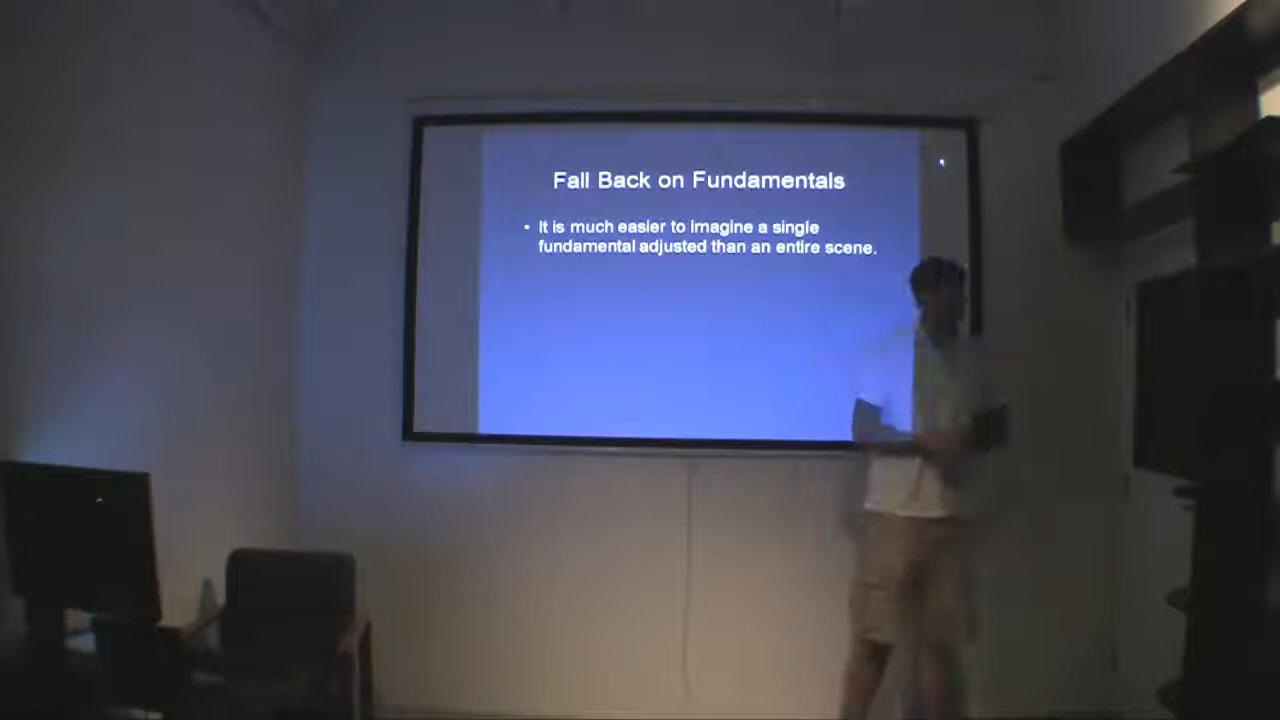 Fall Back on Fundamentals
• It is much easier to imagine a single
fundamental adjusted than an entire scene.